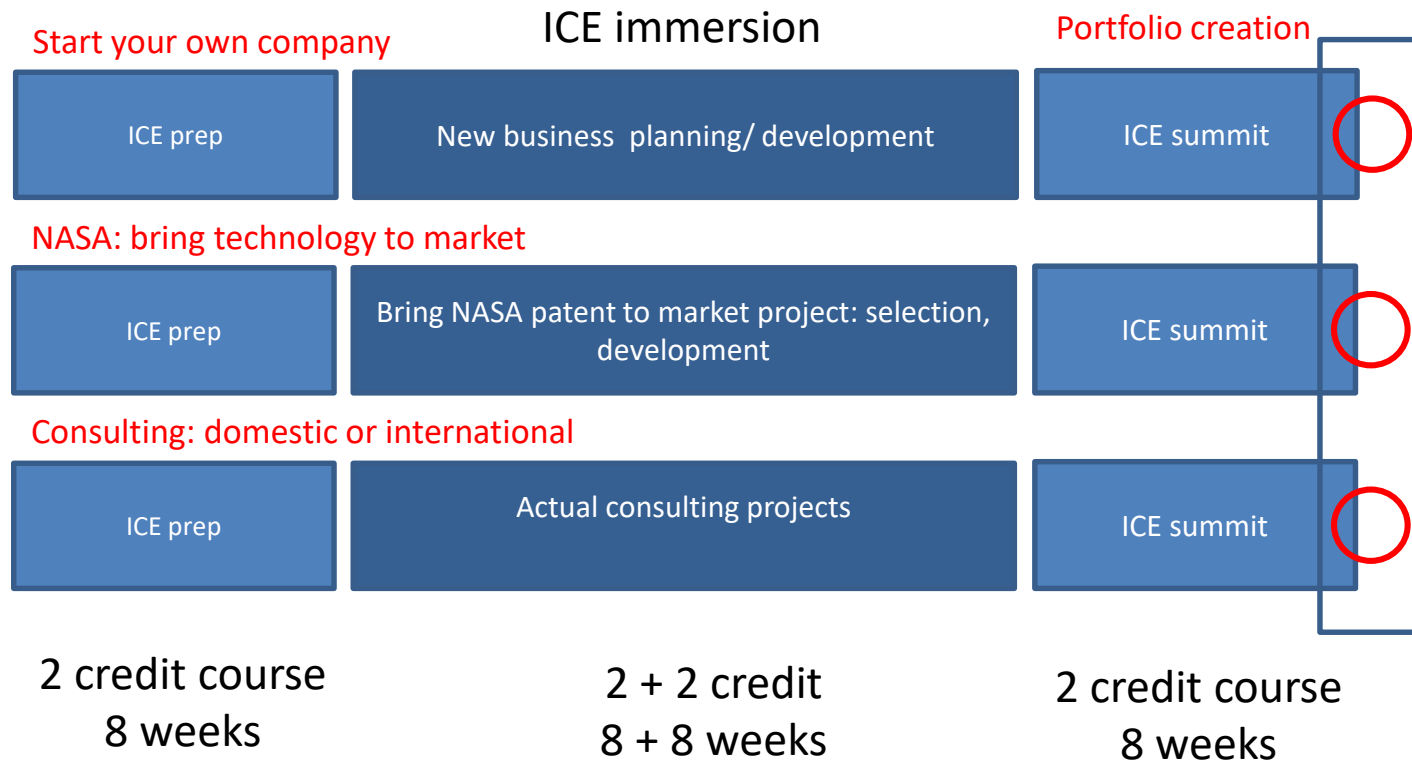 Start your own company
ICE immersion
Portfolio creation
ICE prep
New business  planning/ development
ICE summit
NASA: bring technology to market
ICE prep
Bring NASA patent to market project: selection,
development
ICE summit
Consulting: domestic or international
ICE prep
Actual consulting projects
ICE summit
2 credit course
8 weeks
2 + 2 credit
8 + 8 weeks
2 credit course
8 weeks